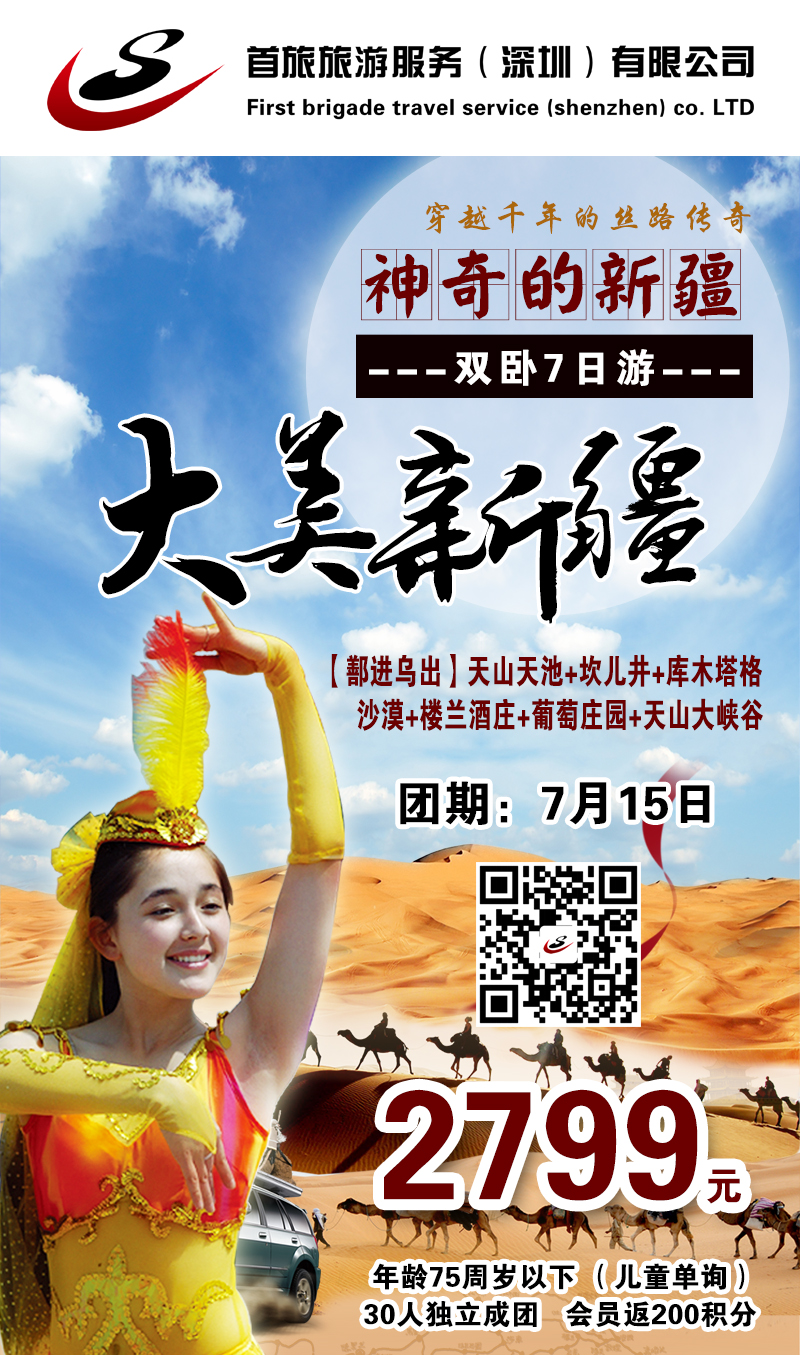 首旅旅游服务（深圳）有限公司
First brigade travel service (shenzhen) co. LTD
穿越千年的丝路传奇
神奇的新疆
---双卧7日游---
大美新疆
【鄯进乌出】天山天池+坎儿井+库木塔格
沙漠+楼兰酒庄+葡萄庄园+天山大峡谷
团期：7月15日
2799元
年龄75周岁以下（儿童单询）
30人独立成团 会员返200积分